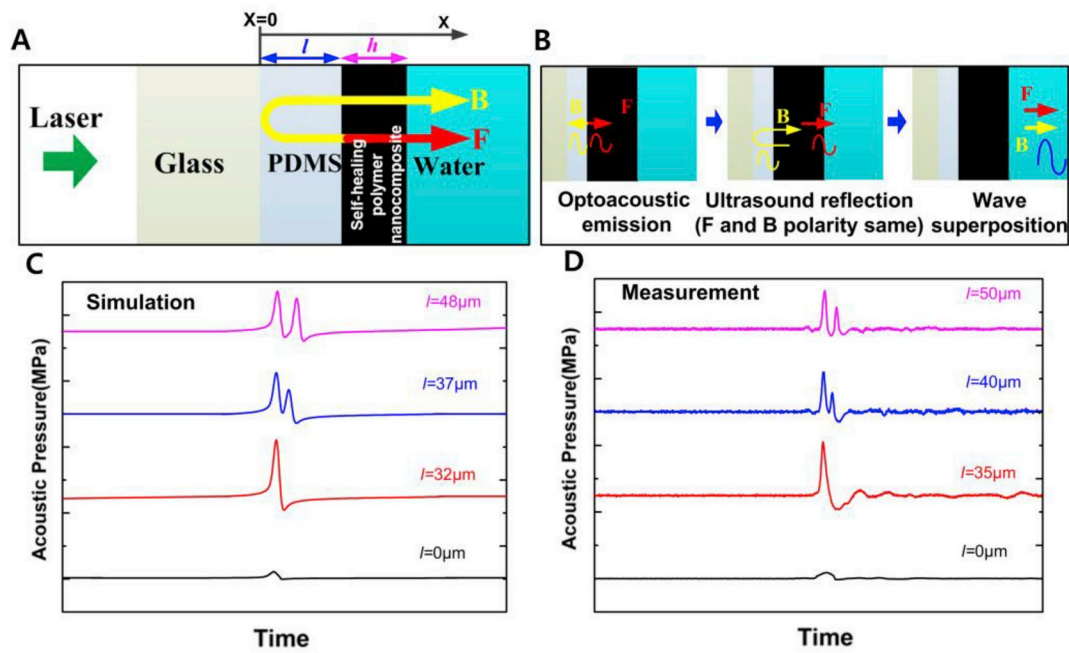 A
X=0
x
l
h
Laser
Glass
PDMS
Self-healing
polymer
nanocomposite
Water
B
F
B
B
F
B
F
F
B
Optoacoustic
emission
Ultrasound reflection
(F and B polarity same)
Wave
superposition
C
Simulation
l=48μm
l=37μm
l=32μm
l=0μm
Acoustic Pressure(MPa)
Time
D
Measurement
l=50μm
l=40μm
l=35μm
l=0μm
Acoustic Pressure(MPa)
Time